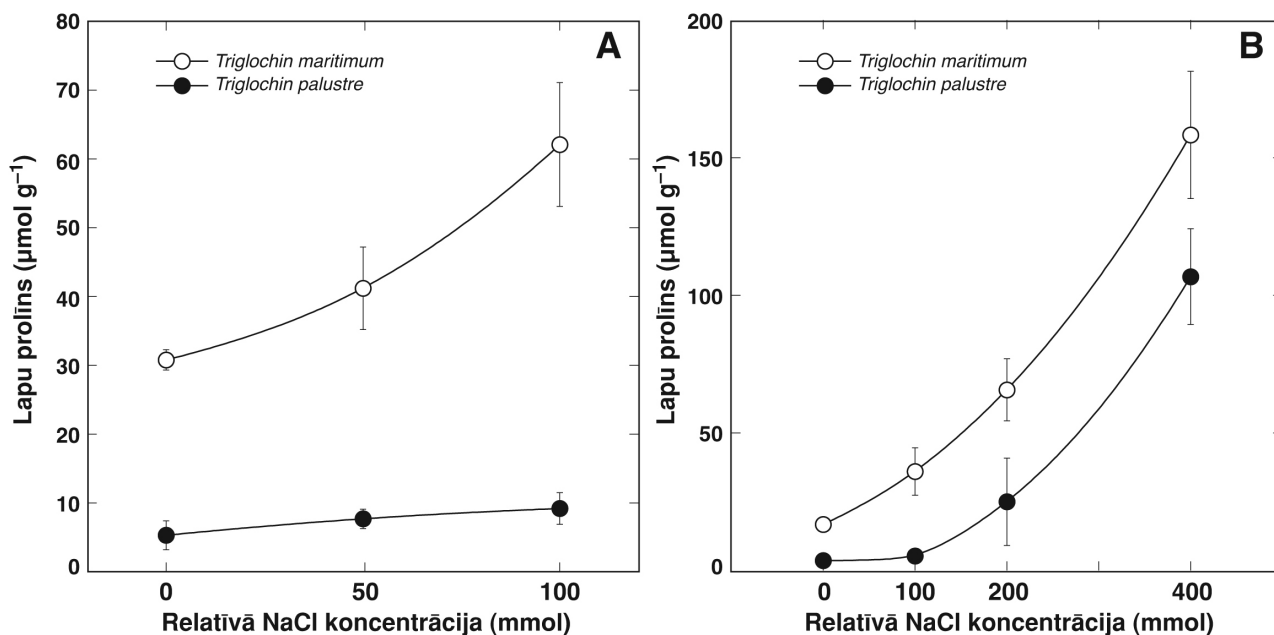 A
Triglochin maritimum
Triglochin palustre
Lapu prolīns (µmol g⁻¹)
80
70
60
50
40
30
20
10
0
0 50 100
Relatīvā NaCl koncentrācija (mmol)
B
Triglochin maritimum
Triglochin palustre
Lapu prolīns (µmol g⁻¹)
200
150
100
50
0
0 100 200 400
Relatīvā NaCl koncentrācija (mmol)